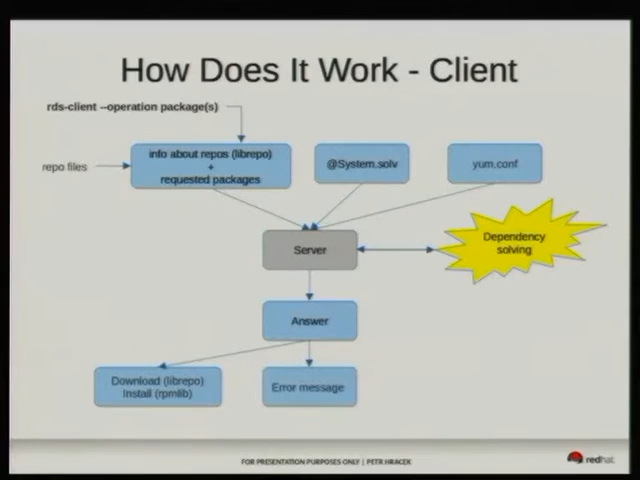 How Does It Work - Client
rds-client --operation package(s)
repo files
info about repos (librepo)
+
requested packages
@System.solv
yum.conf
Server
Dependency
solving
Answer
Download (librepo)
Install (rpmlib)
Error message
FOR PRESENTATION PURPOSES ONLY | PETR HRACEK
redhat